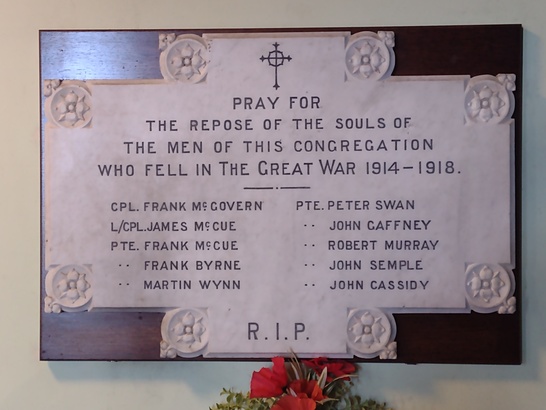 PRAY FOR
THE REPOSE OF THE SOULS OF
THE MEN OF THIS CONGREGATION
WHO FELL IN THE GREAT WAR 1914-1918.
CPL. FRANK McGOVERN
L/CPL. JAMES McCUE
PTE. FRANK McCUE
·· FRANK BYRNE
·· MARTIN WYNN
PTE. PETER SWAN
·· JOHN GAFFNEY
·· ROBERT MURRAY
·· JOHN SEMPLE
·· JOHN CASSIDY
R.I.P.